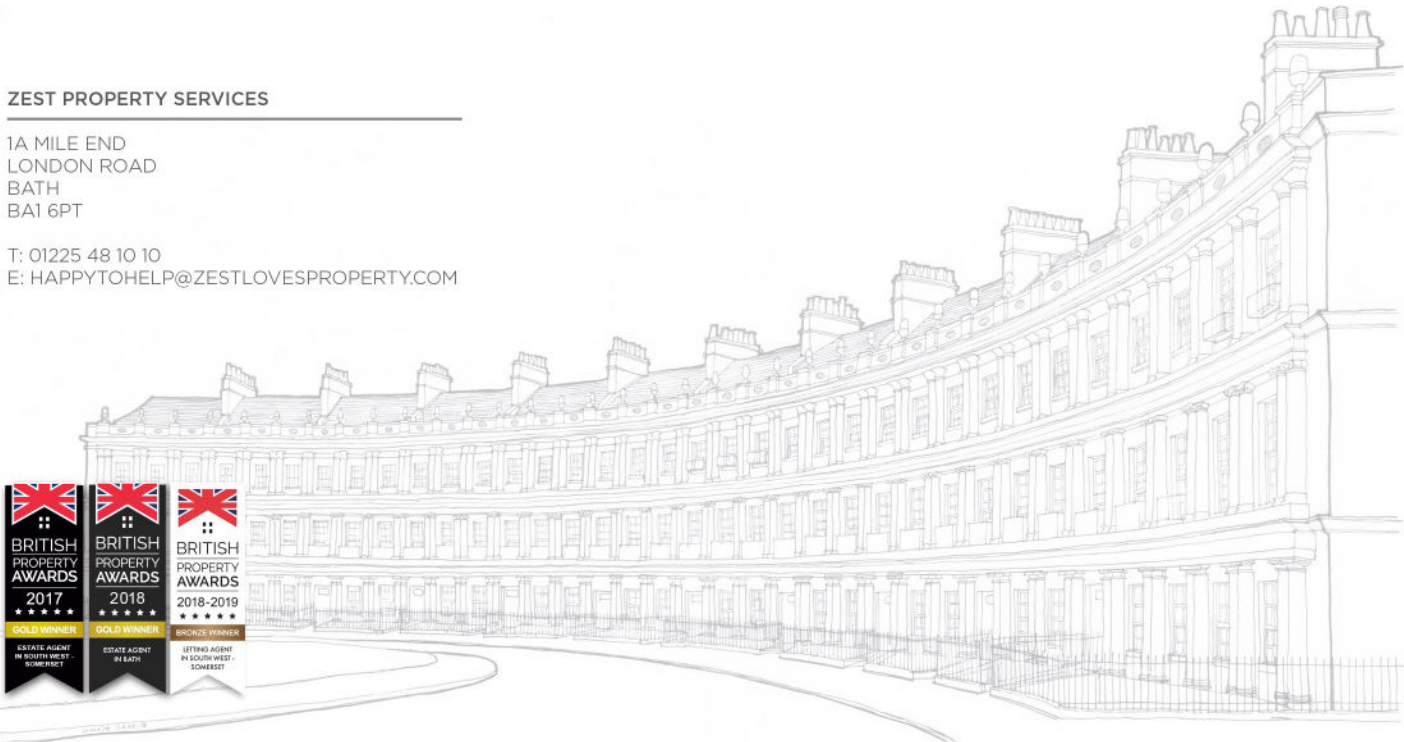 ZEST PROPERTY SERVICES
1A MILE END
LONDON ROAD
BATH
BA1 6PT
T: 01225 48 10 10
E: HAPPYTOHELP@ZESTLOVESPROPERTY.COM
BRITISH
PROPERTY
AWARDS
2017
★★★★★
GOLD WINNER
ESTATE AGENT
IN SOUTH WEST -
SOMERSET
BRITISH
PROPERTY
AWARDS
2018
★★★★★
GOLD WINNER
ESTATE AGENT
IN BATH
BRITISH
PROPERTY
AWARDS
2018-2019
★★★★★
BRONZE WINNER
LETTING AGENT
IN SOUTH WEST -
SOMERSET